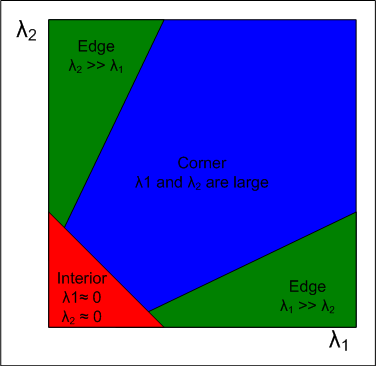 λ₂
Edge
λ₂ >> λ₁
Corner
λ1 and λ₂ are large
Interior
λ1≈ 0
λ₂ ≈ 0
Edge
λ₁ >> λ₂
λ₁